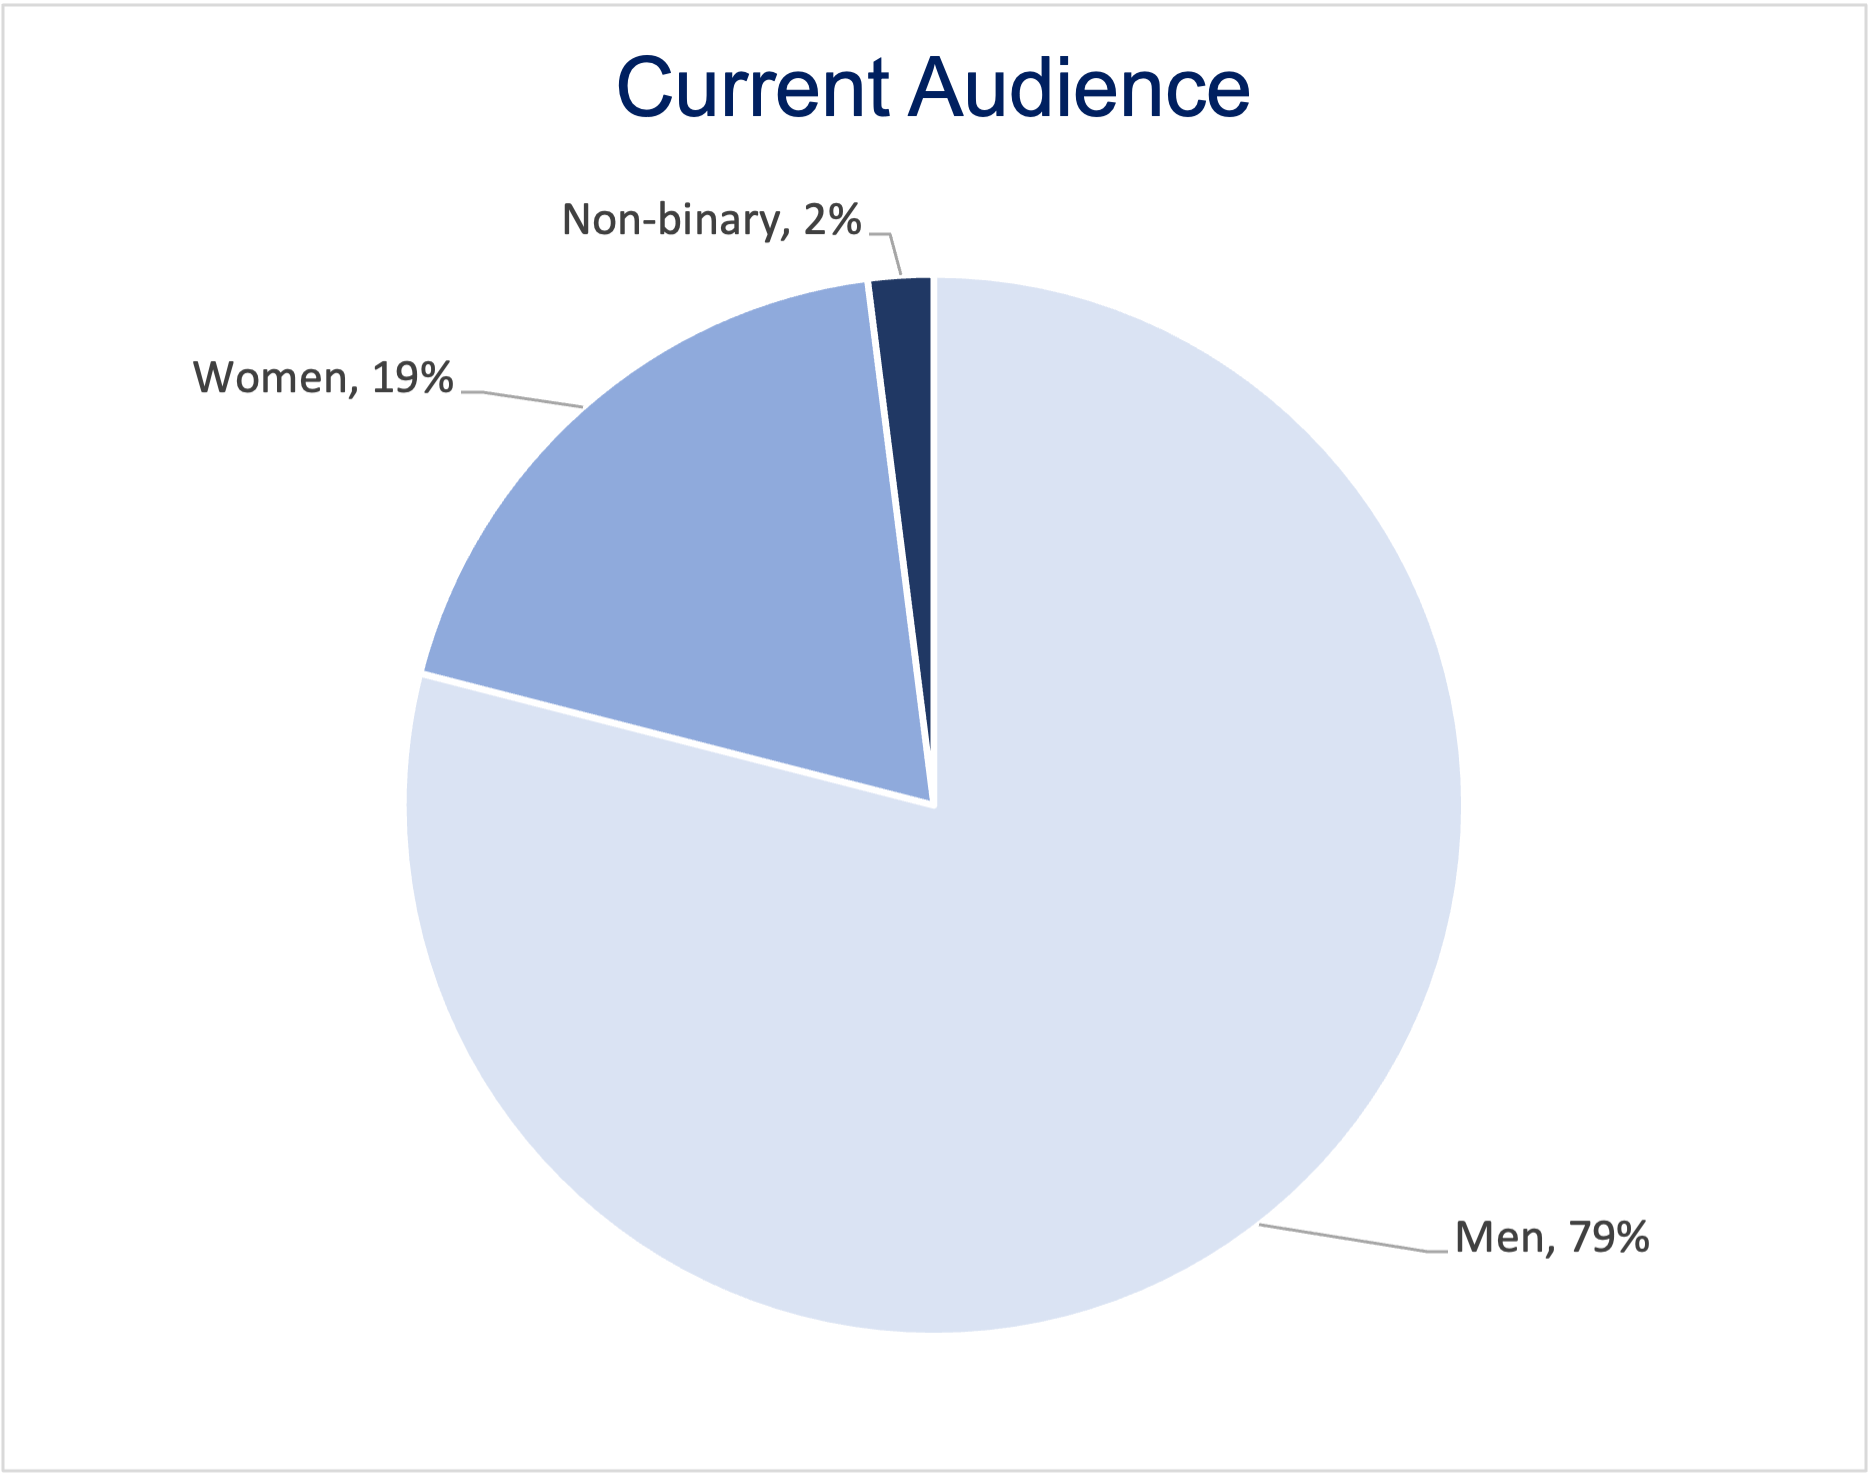 Current Audience
Non-binary, 2%
Women, 19%
Men, 79%